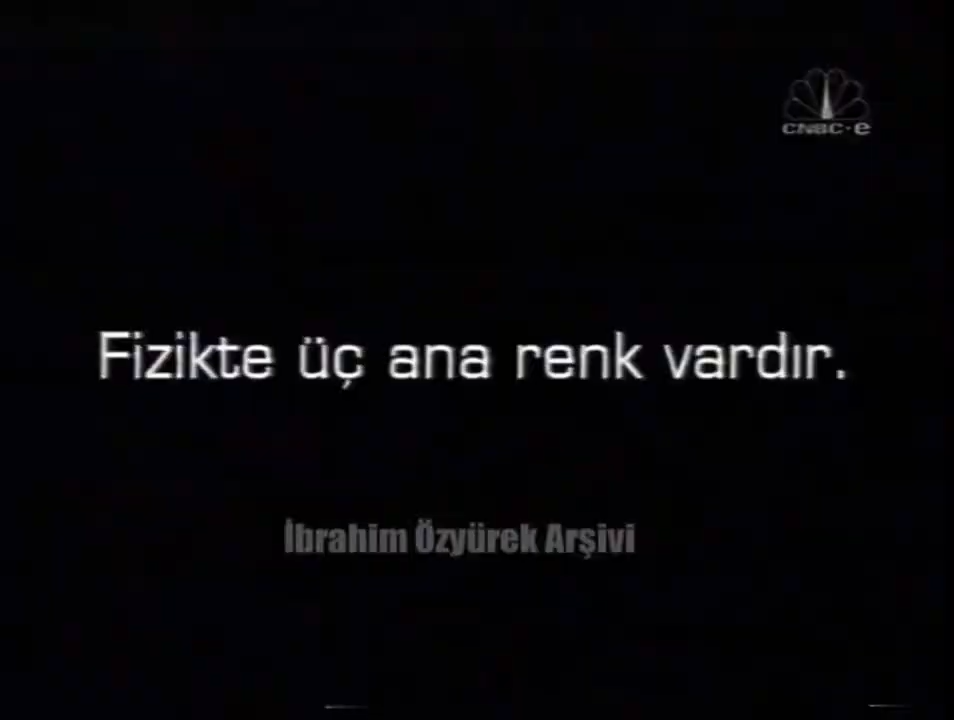 CNBC-e
Fizikte üç ana renk vardır.
İbrahim Özyürek Arşivi